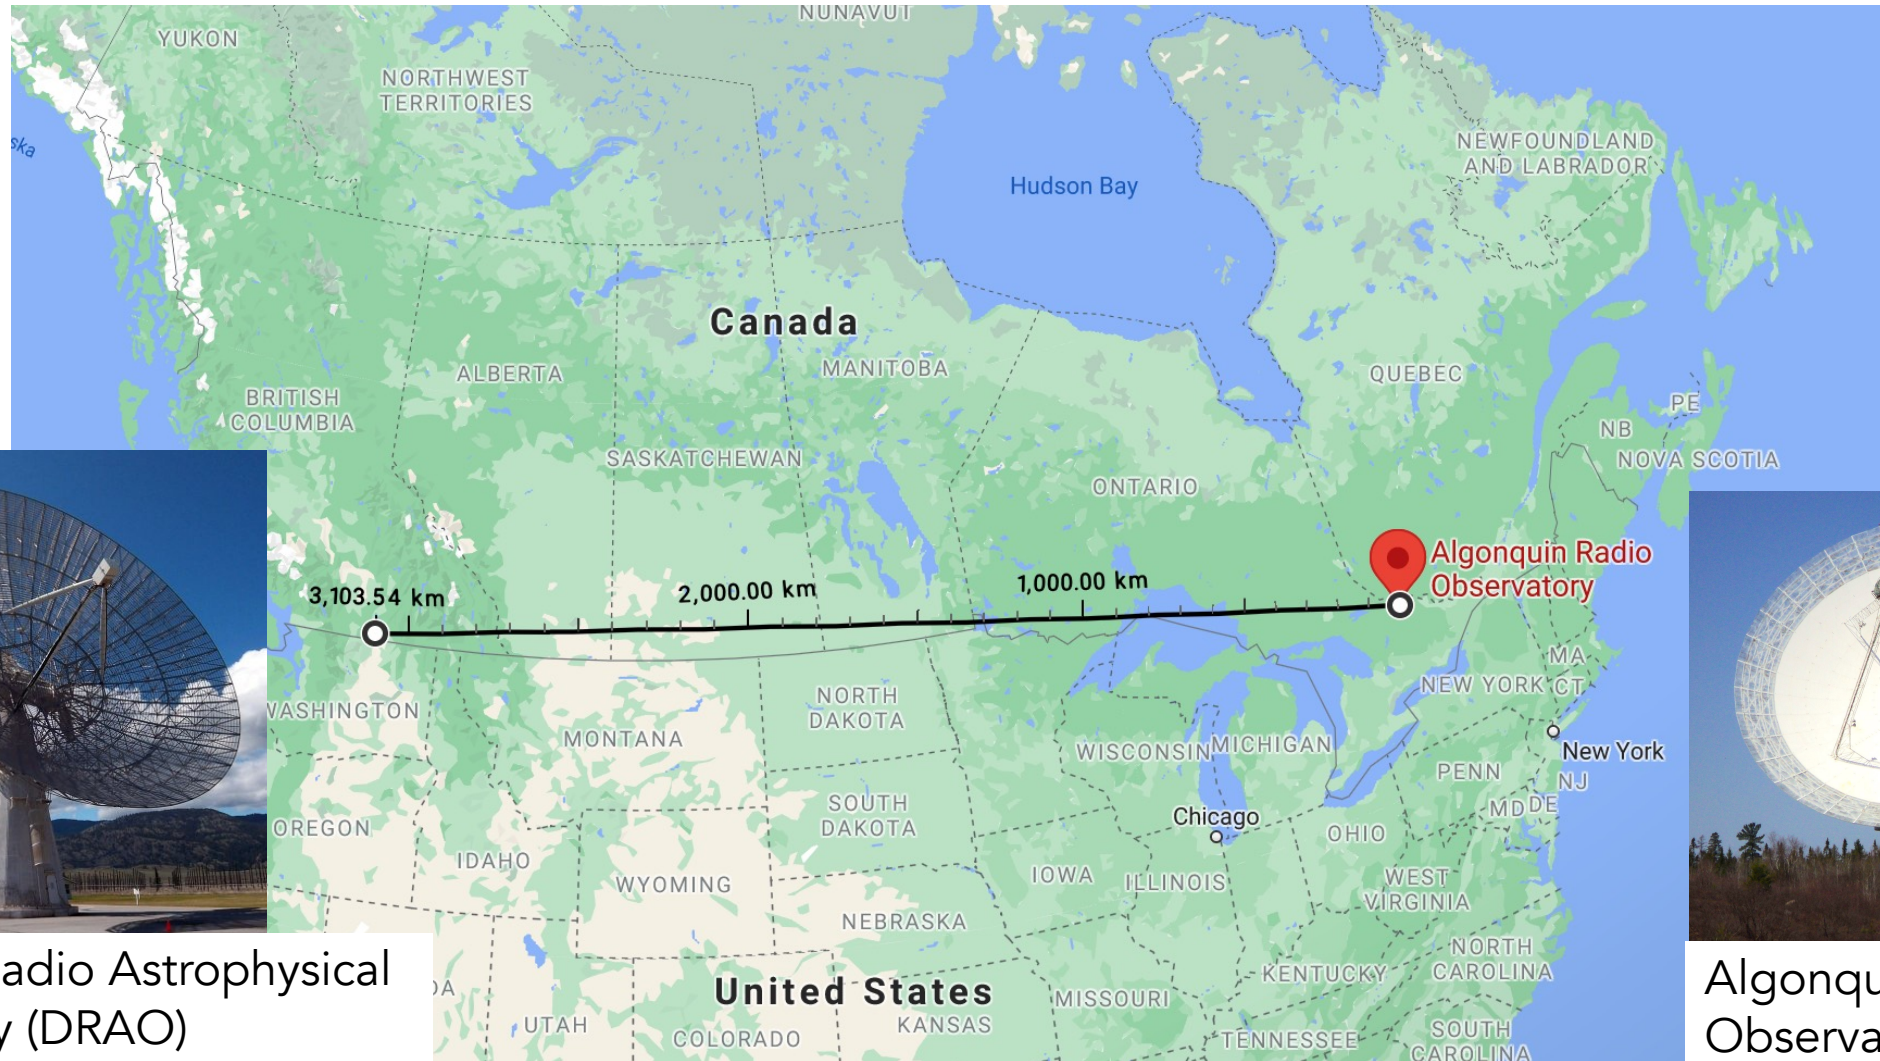 NUNAVUT
YUKON
NORTHWEST
TERRITORIES
ska
NEWFOUNDLAND
AND LABRADOR
Hudson Bay
Canada
ALBERTA
MANITOBA
QUEBEC
BRITISH
COLUMBIA
PE
NB
NOVA SCOTIA
SASKATCHEWAN
ONTARIO
Algonquin Radio
Observatory
3,103.54 km
2,000.00 km
1,000.00 km
MA
NEW YORK
CT
WASHINGTON
NORTH
DAKOTA
MONTANA
WISCONSIN
MICHIGAN
New York
PENN
NJ
MD
DE
SOUTH
DAKOTA
Chicago
OREGON
OHIO
IDAHO
WYOMING
IOWA
ILLINOIS
WEST
VIRGINIA
NEBRASKA
NORTH
CAROLINA
KENTUCKY
DA
United States
MISSOURI
UTAH
COLORADO
KANSAS
TENNESSEE
SOUTH
CAROLINA
adio Astrophysical
y (DRAO)
Algonqu
Observa